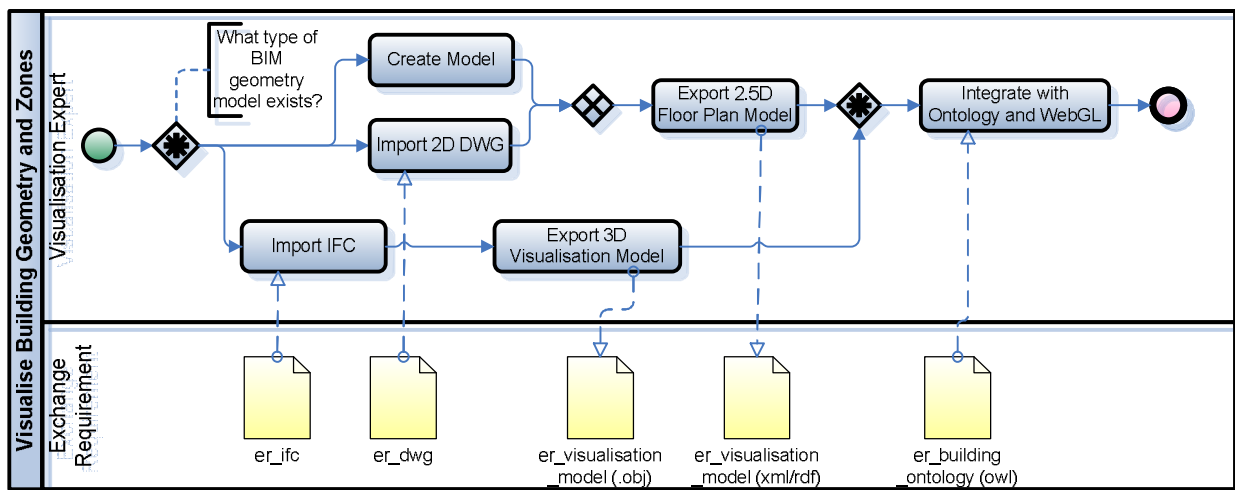 Visualise Building Geometry and Zones
Visualisation Expert
What type of
BIM
geometry
model exists?
Create Model
Import 2D DWG
Export 2.5D
Floor Plan Model
Integrate with
Ontology and WebGL
Import IFC
Export 3D
Visualisation Model
Exchange
Requirement
er_ifc
er_dwg
er_visualisation
_model (.obj)
er_visualisation
_model (xml/rdf)
er_building
_ontology (owl)